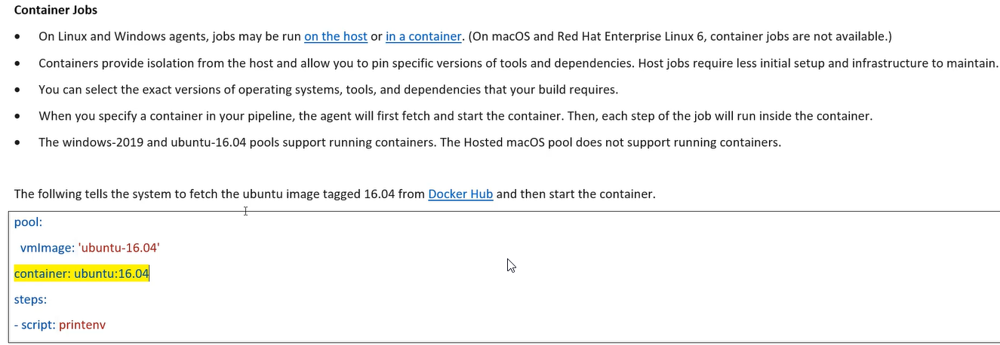 Container Jobs
• On Linux and Windows agents, jobs may be run on the host or in a container. (On macOS and Red Hat Enterprise Linux 6, container jobs are not available.)
• Containers provide isolation from the host and allow you to pin specific versions of tools and dependencies. Host jobs require less initial setup and infrastructure to maintain.
• You can select the exact versions of operating systems, tools, and dependencies that your build requires.
• When you specify a container in your pipeline, the agent will first fetch and start the container. Then, each step of the job will run inside the container.
• The windows-2019 and ubuntu-16.04 pools support running containers. The Hosted macOS pool does not support running containers.
The follwing tells the system to fetch the ubuntu image tagged 16.04 from Docker Hub and then start the container.
pool:
  vmImage: 'ubuntu-16.04'
container: ubuntu:16.04
steps:
- script: printenv